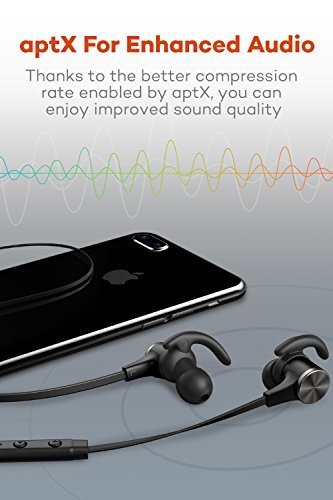 aptX For Enhanced Audio
Thanks to the better compression
rate enabled by aptX, you can
enjoy improved sound quality